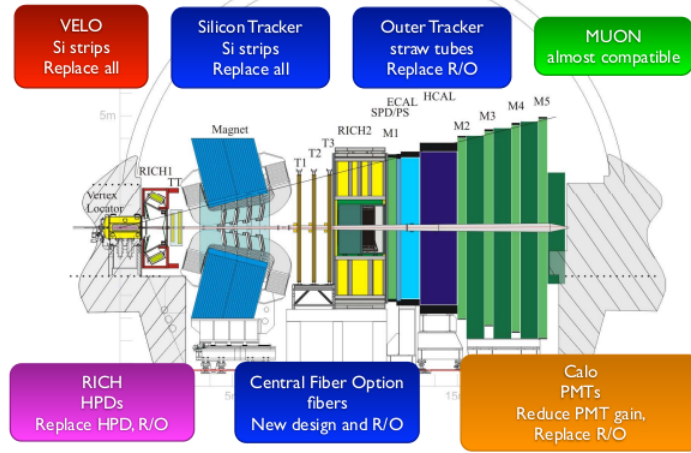 VELO
Si strips
Replace all
Silicon Tracker
Si strips
Replace all
Outer Tracker
straw tubes
Replace R/O
MUON
almost compatible
5m
Magnet
RICH1
TT
Vertex
Locator
T1
T2
T3
RICH2
M1
SPD/PS
ECAL
HCAL
M2
M3
M4
M5
RICH
HPDs
Replace HPD, R/O
5m
Central Fiber Option
fibers
New design and R/O
15m
Calo
PMTs
Reduce PMT gain,
Replace R/O